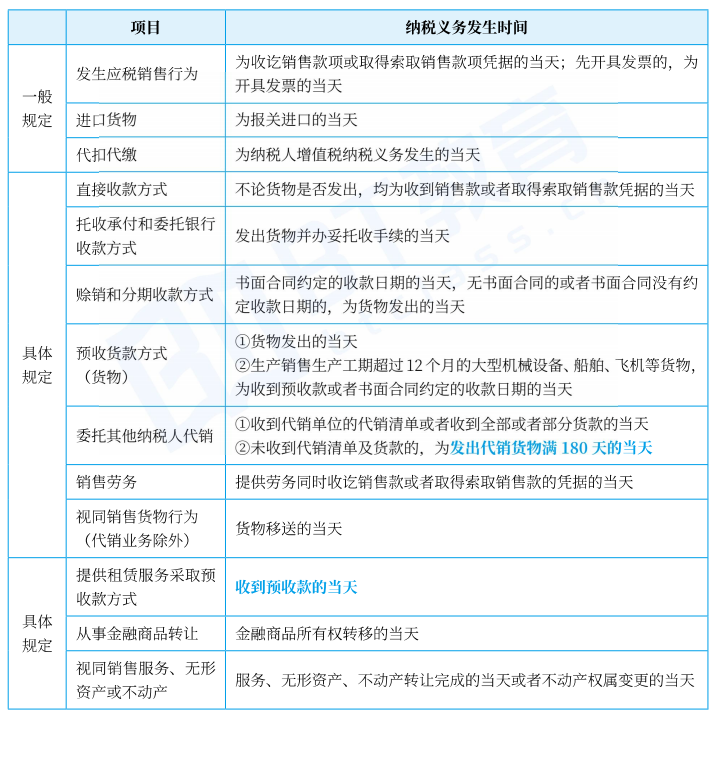 项目 纳税义务发生时间
一般
规定
发生应税销售行为
为收讫销售款项或取得索取销售款项凭据的当天；先开具发票的，为
开具发票的当天
进口货物 为报关进口的当天
代扣代缴 为纳税人增值税纳税义务发生的当天
具体
规定
直接收款方式 不论货物是否发出，均为收到销售款或者取得索取销售款凭据的当天
托收承付和委托银行
收款方式
发出货物并办妥托收手续的当天
赊销和分期收款方式
书面合同约定的收款日期的当天，无书面合同的或者书面合同没有约
定收款日期的，为货物发出的当天
预收货款方式
（货物）
①货物发出的当天
②生产销售生产工期超过 12 个月的大型机械设备、船舶、飞机等货物，
为收到预收款或者书面合同约定的收款日期的当天
委托其他纳税人代销
①收到代销单位的代销清单或者收到全部或者部分货款的当天
②未收到代销清单及货款的，为发出代销货物满 180 天的当天
销售劳务 提供劳务同时收讫销售款或者取得索取销售款的凭据的当天
视同销售货物行为
（代销业务除外）
货物移送的当天
具体
规定
提供租赁服务采取预
收款方式
收到预收款的当天
从事金融商品转让 金融商品所有权转移的当天
视同销售服务、无形
资产或不动产
服务、无形资产、不动产转让完成的当天或者不动产权属变更的当天